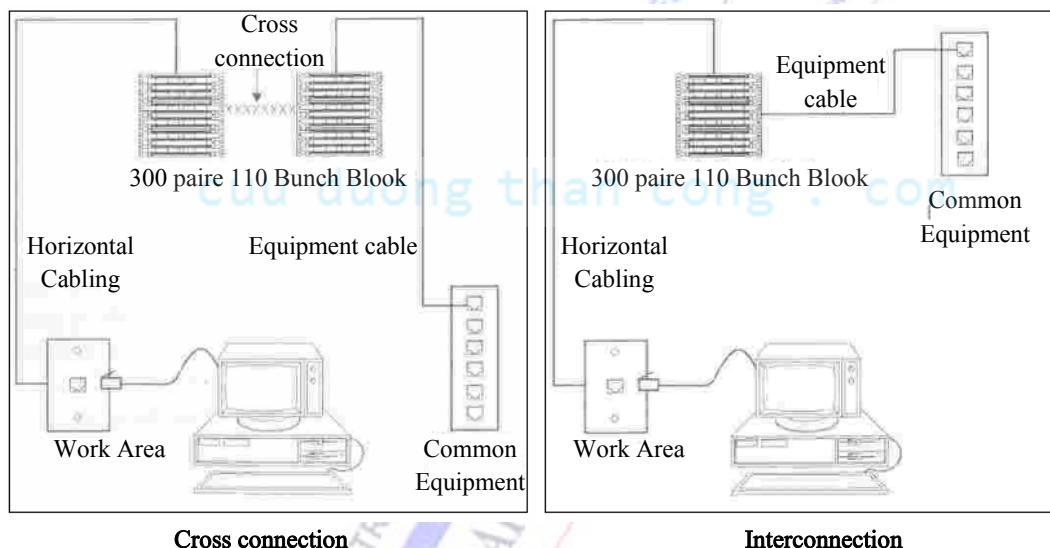 Cross
connection
300 paire 110 Bunch Blook
Horizontal
Cabling
Equipment cable
Work Area
Common
Equipment
Cross connection
Equipment
cable
300 paire 110 Bunch Blook
Common
Equipment
Horizontal
Cabling
Work Area
Interconnection
cuu duong than cong . com